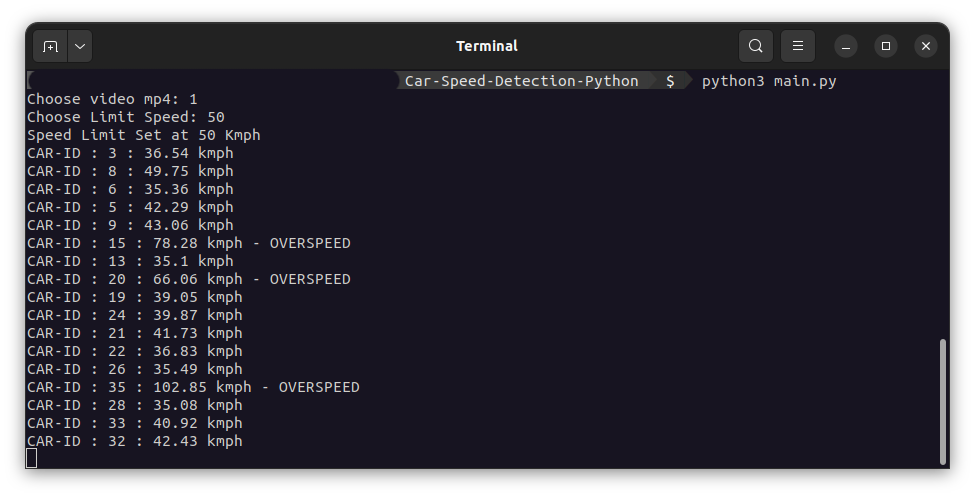 Terminal
Car-Speed-Detection-Python $ python3 main.py
Choose video mp4: 1
Choose Limit Speed: 50
Speed Limit Set at 50 Kmph
CAR-ID : 3 : 36.54 kmph
CAR-ID : 8 : 49.75 kmph
CAR-ID : 6 : 35.36 kmph
CAR-ID : 5 : 42.29 kmph
CAR-ID : 9 : 43.06 kmph
CAR-ID : 15 : 78.28 kmph - OVERSPEED
CAR-ID : 13 : 35.1 kmph
CAR-ID : 20 : 66.06 kmph - OVERSPEED
CAR-ID : 19 : 39.05 kmph
CAR-ID : 24 : 39.87 kmph
CAR-ID : 21 : 41.73 kmph
CAR-ID : 22 : 36.83 kmph
CAR-ID : 26 : 35.49 kmph
CAR-ID : 35 : 102.85 kmph - OVERSPEED
CAR-ID : 28 : 35.08 kmph
CAR-ID : 33 : 40.92 kmph
CAR-ID : 32 : 42.43 kmph